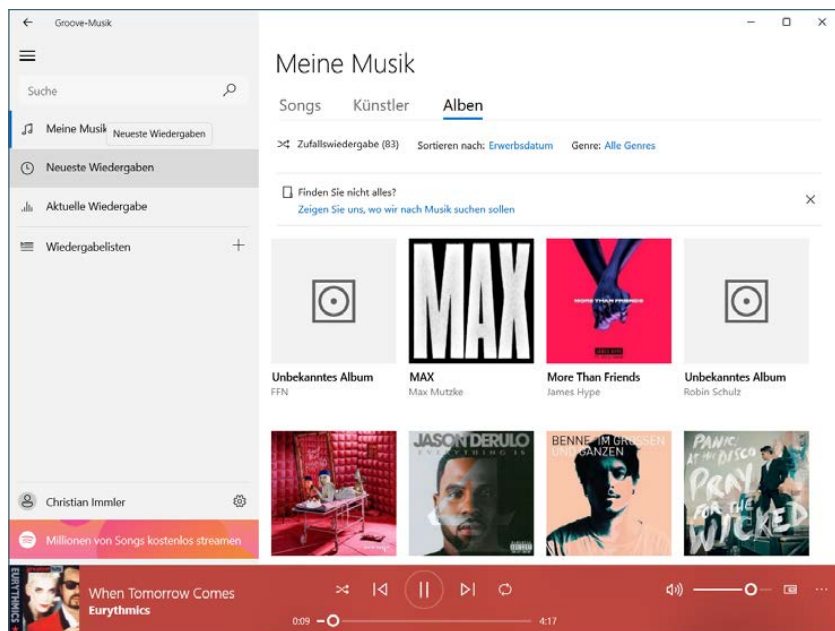 Groove-Musik
Suche
Meine Musik
Neueste Wiedergaben
Neueste Wiedergaben
Aktuelle Wiedergabe
Wiedergabelisten
Christian Immler
Millionen von Songs kostenlos streamen
Meine Musik
Songs Künstler Alben
Zufallswiedergabe (83) Sortieren nach: Erwerbsdatum Genre: Alle Genres
Finden Sie nicht alles?
Zeigen Sie uns, wo wir nach Musik suchen sollen
MAX
MORE THAN FRIENDS
Unbekanntes Album
FFN
MAX
Max Mutzke
More Than Friends
James Hype
Unbekanntes Album
Robin Schulz
JASON DERULO
EVERYTHING IS
BENNE IM GROSSEN
UND GANZEN
PANIC!
AT THE DISCO
PRAY
FOR THE
WICKED
EURYTHMICS
When Tomorrow Comes
Eurythmics
0:09
4:17